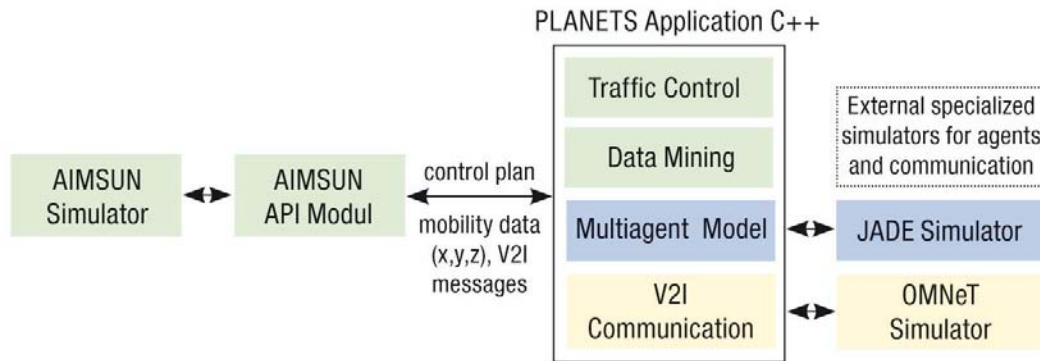 PLANETS Application C++
Traffic Control
Data Mining
Multiagent Model
V2I
Communication
AIMSUN
Simulator
AIMSUN
API Modul
control plan
mobility data
(x,y,z), V2I
messages
External specialized
simulators for agents
and communication
JADE Simulator
OMNeT
Simulator